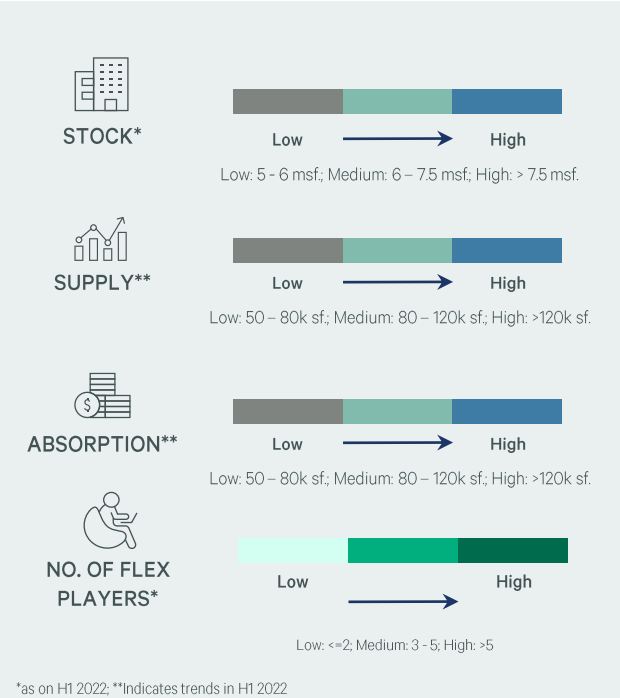 STOCK*
Low High
Low: 5 - 6 msf.; Medium: 6 – 7.5 msf.; High: > 7.5 msf.
SUPPLY**
Low High
Low: 50 – 80k sf.; Medium: 80 – 120k sf.; High: >120k sf.
$
ABSORPTION**
Low High
Low: 50 – 80k sf.; Medium: 80 – 120k sf.; High: >120k sf.
NO. OF FLEX
PLAYERS*
Low High
Low: <=2; Medium: 3 - 5; High: >5
*as on H1 2022; **Indicates trends in H1 2022